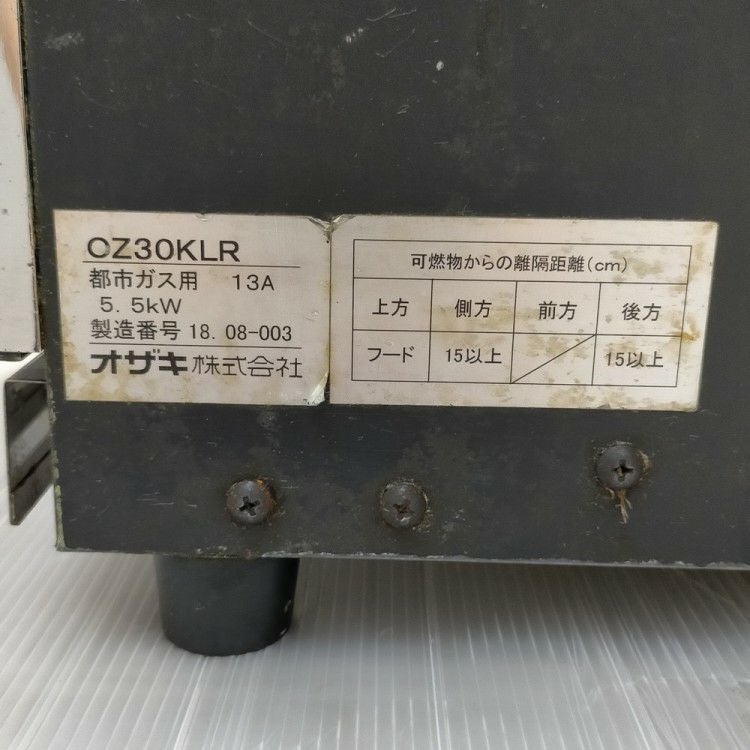 OZ30KLR
都市ガス用 13A
5.5kW
製造番号 18.08-003
オザキ株式会社
可燃物からの離隔距離(cm)
上方 側方 前方 後方
フード 15以上 15以上